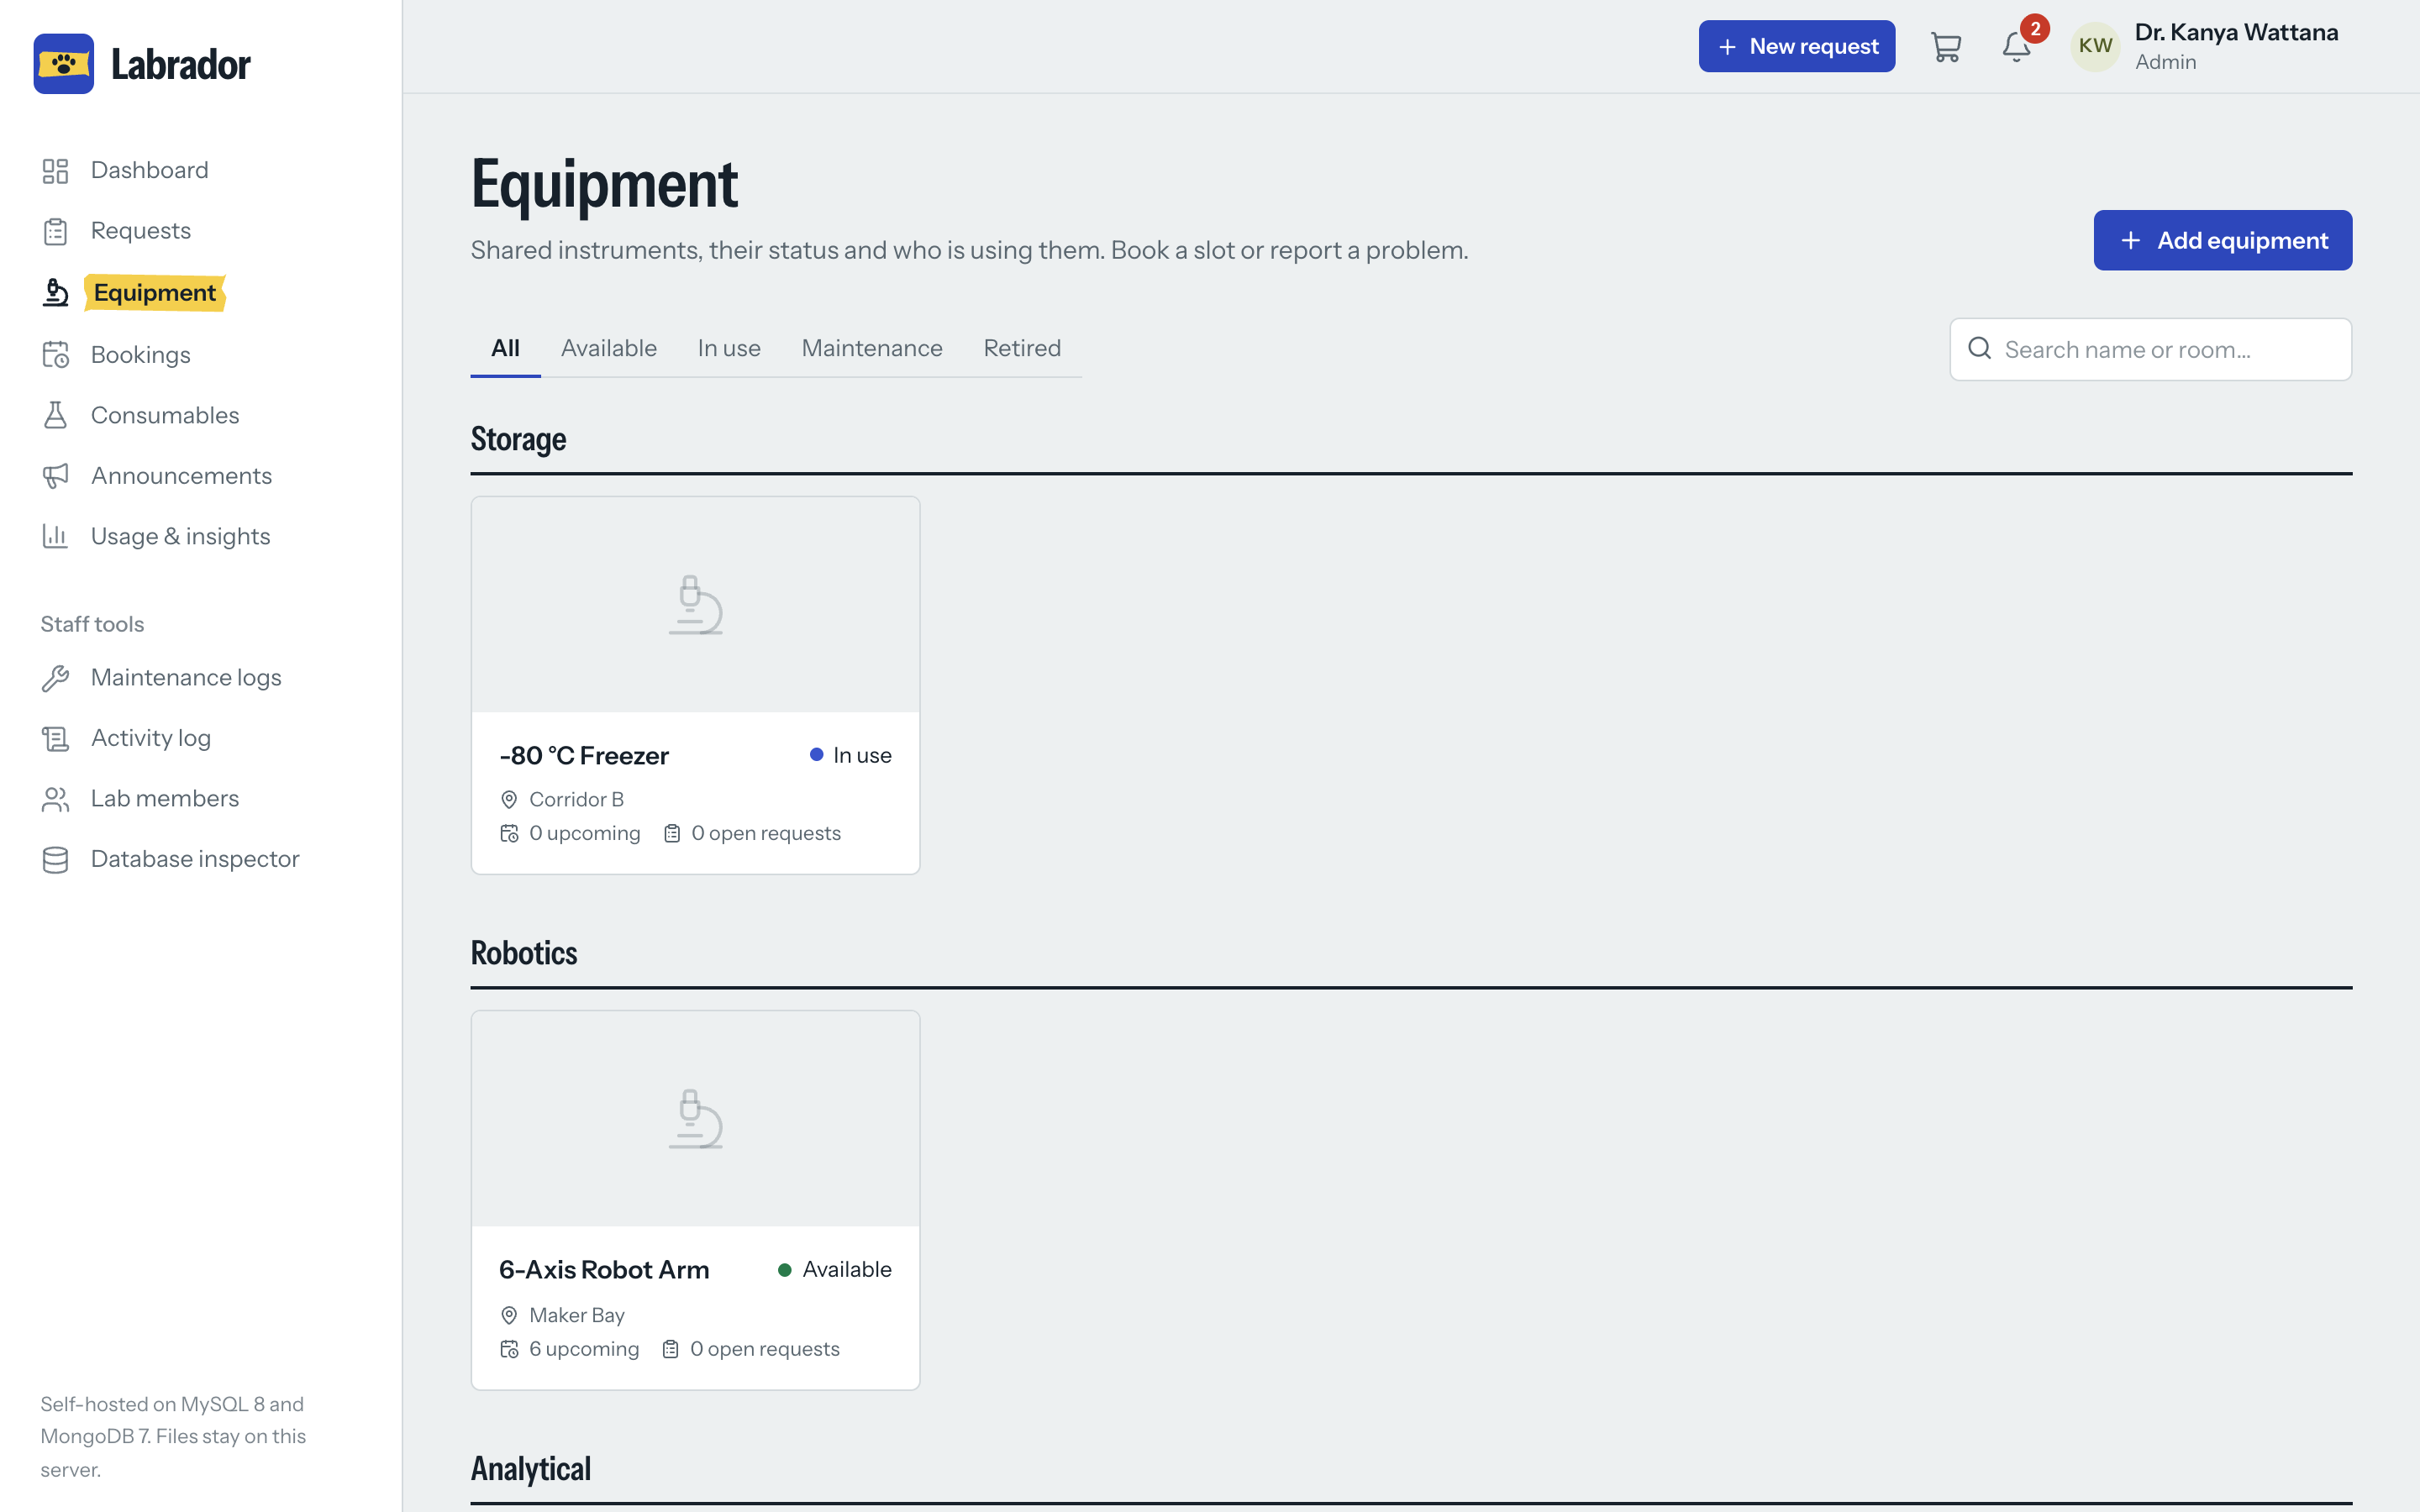 Labrador
Dashboard
Requests
Equipment
Bookings
Consumables
Announcements
Usage & insights
Staff tools
Maintenance logs
Activity log
Lab members
Database inspector
Self-hosted on MySQL 8 and
MongoDB 7. Files stay on this
server.
New request
2
KW
Dr. Kanya Wattana
Admin
Equipment
Shared instruments, their status and who is using them. Book a slot or report a problem.
Add equipment
All Available In use Maintenance Retired
Search name or room...
Storage
-80 °C Freezer In use
Corridor B
0 upcoming 0 open requests
Robotics
6-Axis Robot Arm Available
Maker Bay
6 upcoming 0 open requests
Analytical